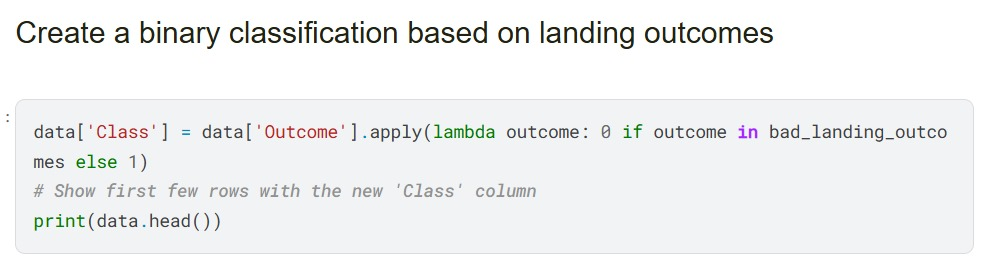 Create a binary classification based on landing outcomes
:
data['Class'] = data['Outcome'].apply(lambda outcome: 0 if outcome in bad_landing_outco
mes else 1)
# Show first few rows with the new 'Class' column
print(data.head())